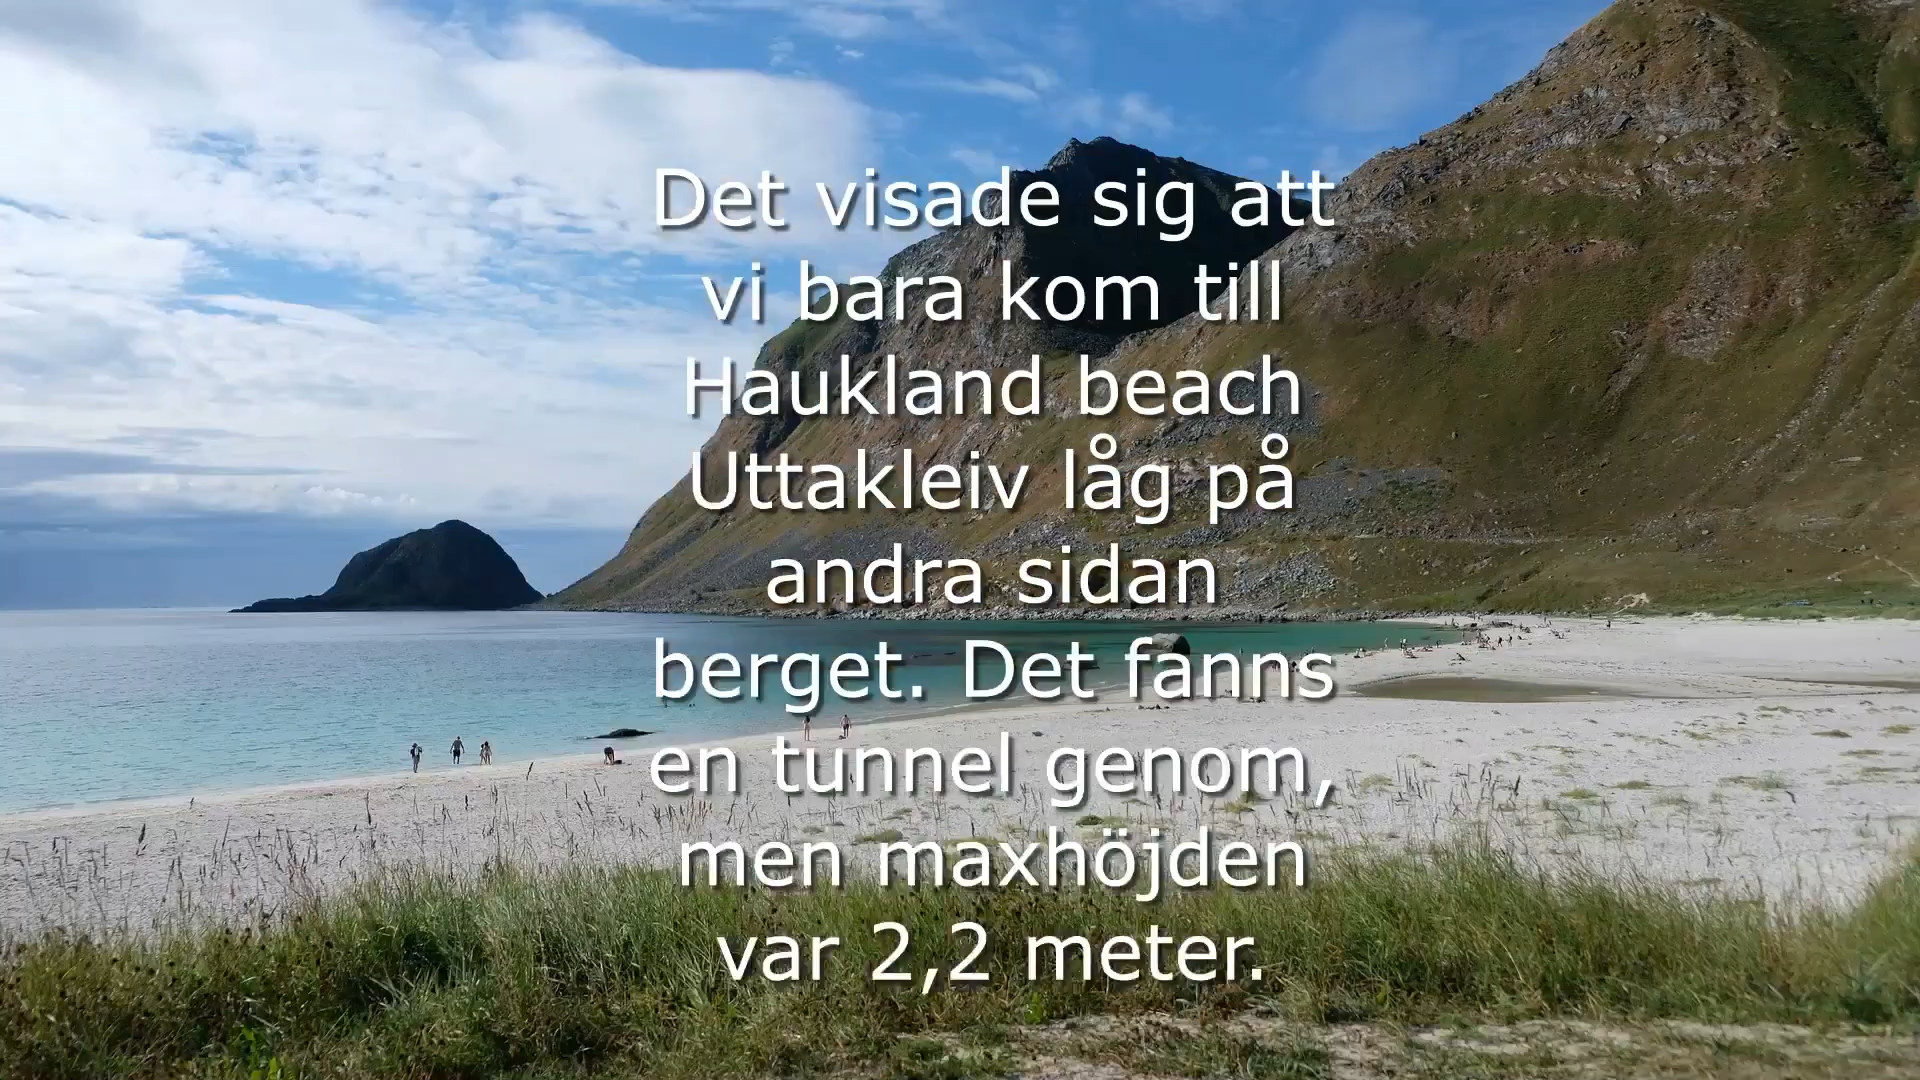 Det visade sig att
vi bara kom till
Haukland beach
Uttakleiv låg på
andra sidan
berget. Det fanns
en tunnel genom,
men maxhöjden
var 2,2 meter.